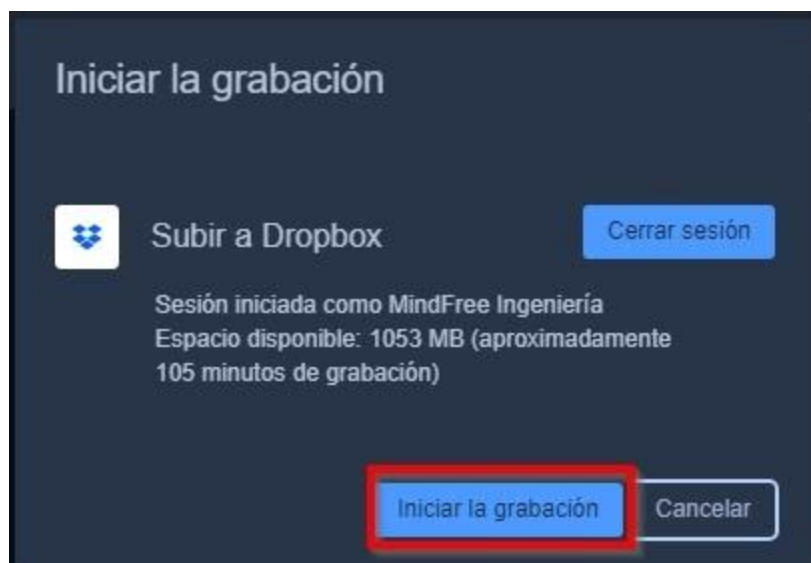 Iniciar la grabación
Subir a Dropbox
Cerrar sesión
Sesión iniciada como MindFree Ingeniería
Espacio disponible: 1053 MB (aproximadamente
105 minutos de grabación)
Iniciar la grabación
Cancelar